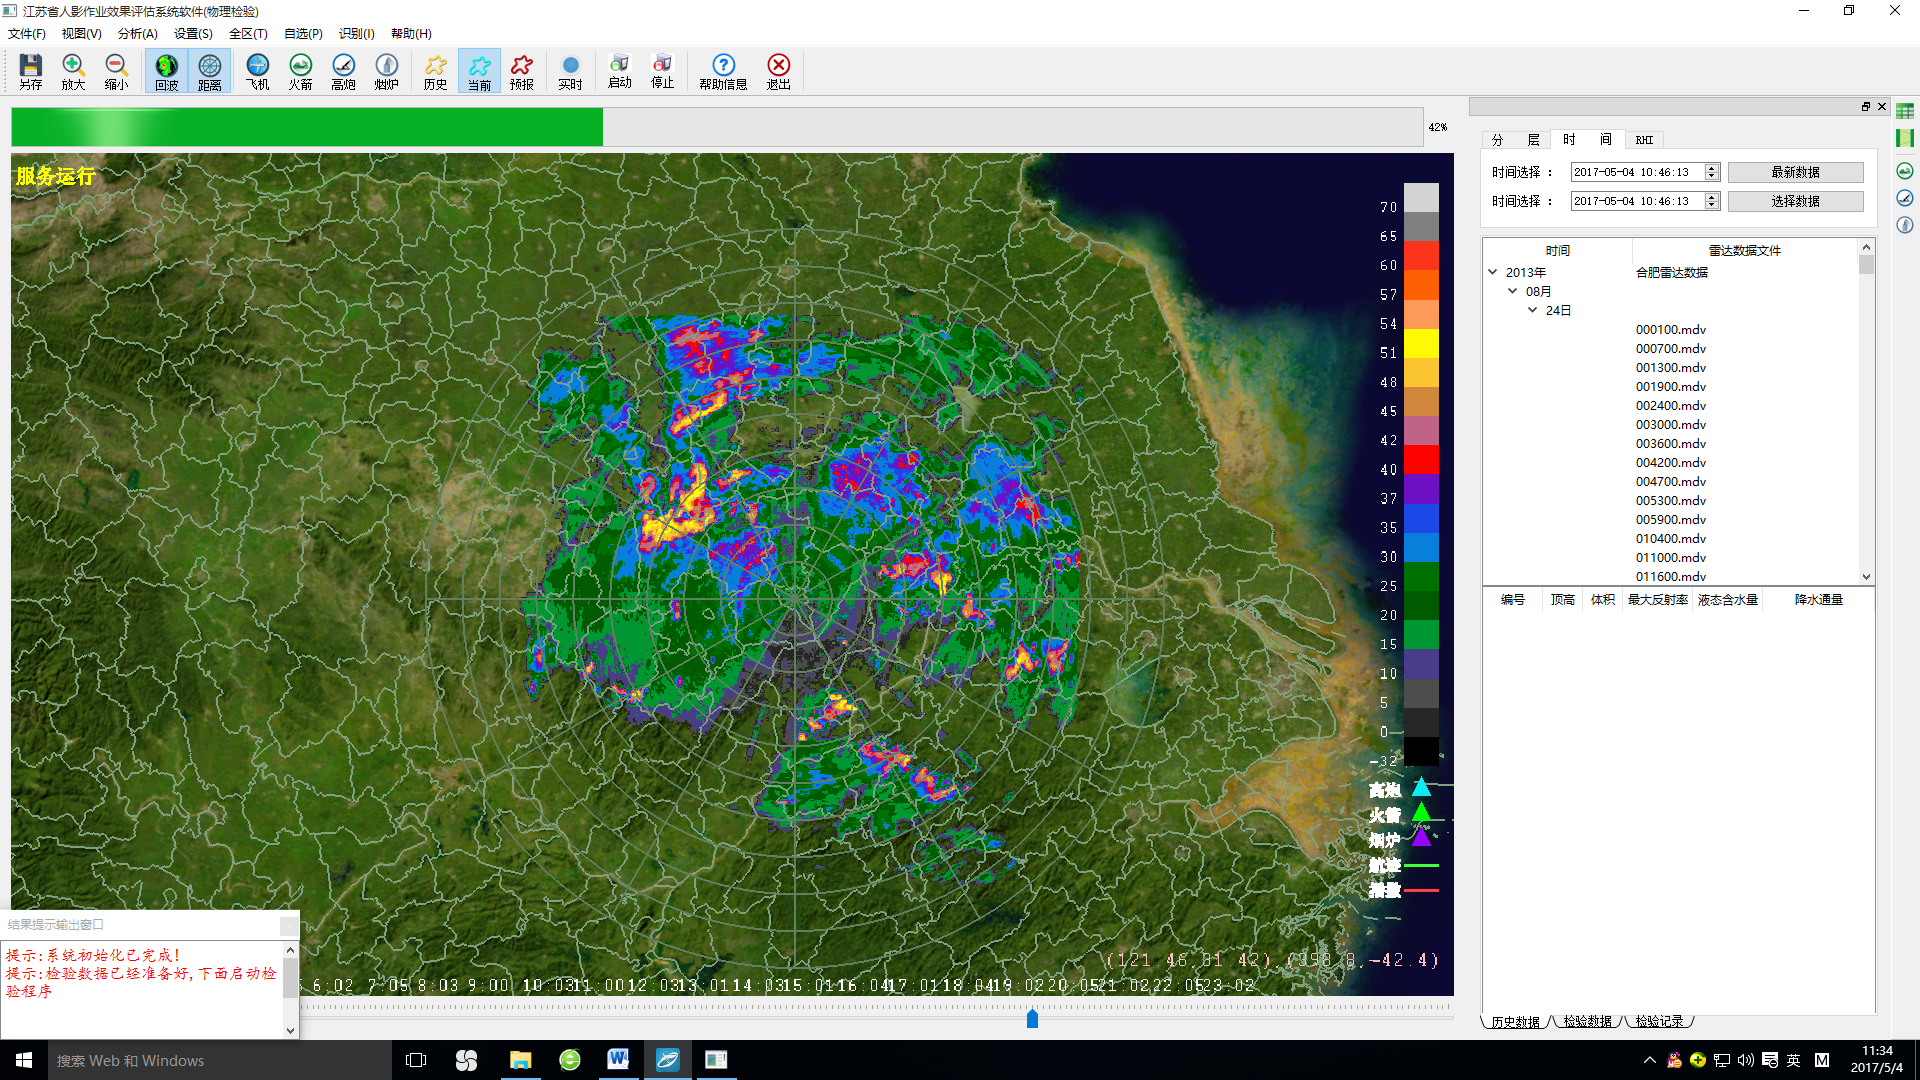 江苏省人影作业效果评估系统软件(物理检验)
文件(F) 视图(V) 分析(A) 设置(S) 全区(T) 自选(P) 识别(I) 帮助(H)
另存 放大 缩小 回波 距离 飞机 火箭 高炮 烟炉 历史 当前 预报 实时 启动 停止 帮助信息 退出
42%
服务运行
70
65
60
57
54
51
48
45
42
40
37
35
30
25
20
15
10
5
0
-32
高炮
火箭
烟炉
航迹
6:02 7:05 8:03 9:00 10:03 11:00 12:03 13:01 14:03 15:01 16:04 17:01 18:04 19:02 20:05 21:02 22:05 23-02
分 层 时 间 RHI
时间选择 : 2017-05-04 10:46:13 最新数据
时间选择 : 2017-05-04 10:46:13 选择数据
时间 雷达数据文件
2013年 合肥雷达数据
08月
24日
000100.mdv
000700.mdv
001300.mdv
001900.mdv
002400.mdv
003000.mdv
003600.mdv
004200.mdv
004700.mdv
005300.mdv
005900.mdv
010400.mdv
011000.mdv
011600.mdv
编号 顶高 体积 最大反射率 液态含水量 降水通量
历史数据 检验数据 检验记录
结果提示输出窗口
提示:系统初始化已完成!
提示:检验数据已经准备好,下面启动检
验程序
搜索 Web 和 Windows
英 M
11:34
2017/5/4